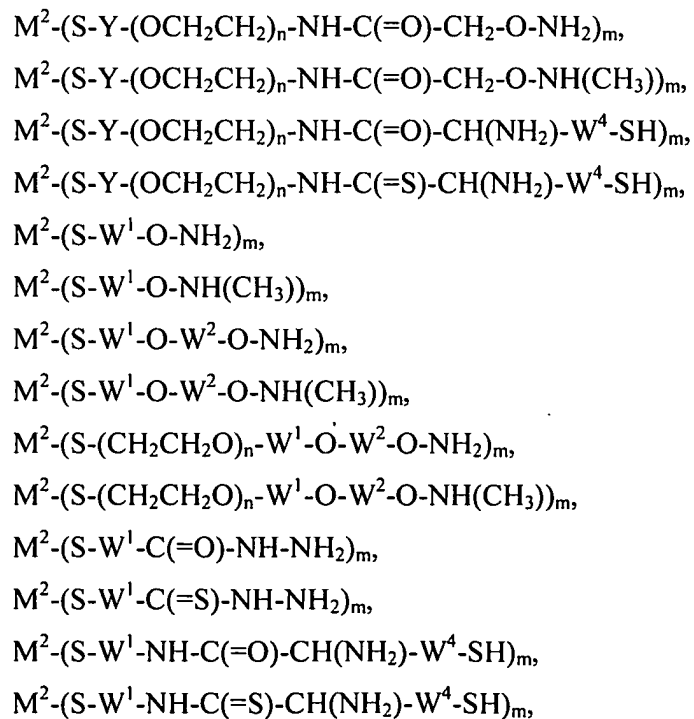 M²-(S-Y-(OCH₂CH₂)ₙ-NH-C(=O)-CH₂-O-NH₂)ₘ,
M²-(S-Y-(OCH₂CH₂)ₙ-NH-C(=O)-CH₂-O-NH(CH₃))ₘ,
M²-(S-Y-(OCH₂CH₂)ₙ-NH-C(=O)-CH(NH₂)-W⁴-SH)ₘ,
M²-(S-Y-(OCH₂CH₂)ₙ-NH-C(=S)-CH(NH₂)-W⁴-SH)ₘ,
M²-(S-W¹-O-NH₂)ₘ,
M²-(S-W¹-O-NH(CH₃))ₘ,
M²-(S-W¹-O-W²-O-NH₂)ₘ,
M²-(S-W¹-O-W²-O-NH(CH₃))ₘ,
M²-(S-(CH₂CH₂O)ₙ-W¹-O-W²-O-NH₂)ₘ,
M²-(S-(CH₂CH₂O)ₙ-W¹-O-W²-O-NH(CH₃))ₘ,
M²-(S-W¹-C(=O)-NH-NH₂)ₘ,
M²-(S-W¹-C(=S)-NH-NH₂)ₘ,
M²-(S-W¹-NH-C(=O)-CH(NH₂)-W⁴-SH)ₘ,
M²-(S-W¹-NH-C(=S)-CH(NH₂)-W⁴-SH)ₘ,